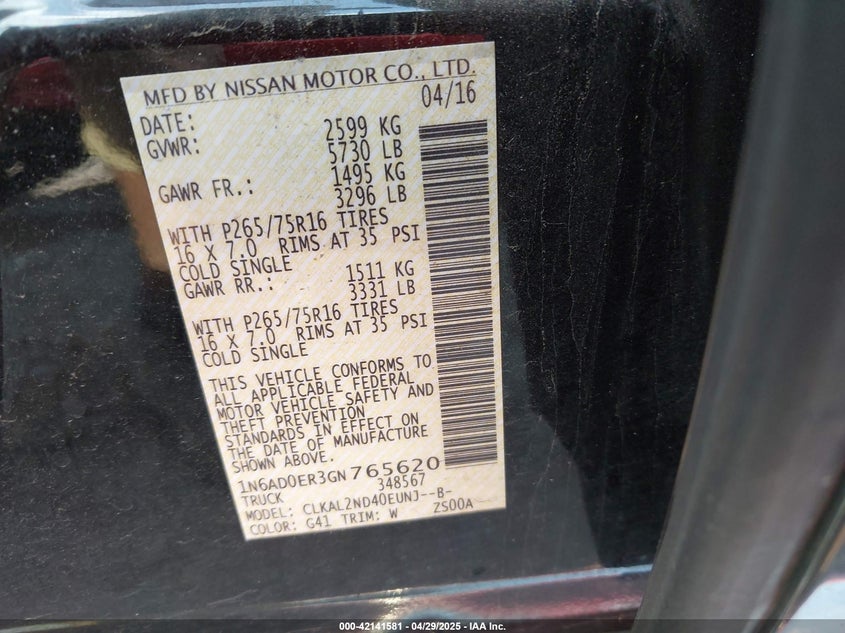 MFD BY NISSAN MOTOR CO., LTD.
DATE: 04/16
GVWR: 2599 KG
5730 LB
GAWR FR.: 1495 KG
3296 LB
WITH P265/75R16 TIRES
16 X 7.0 RIMS AT 35 PSI
COLD SINGLE
GAWR RR.: 1511 KG
3331 LB
WITH P265/75R16 TIRES
16 X 7.0 RIMS AT 35 PSI
COLD SINGLE
THIS VEHICLE CONFORMS TO
ALL APPLICABLE FEDERAL
MOTOR VEHICLE SAFETY AND
THEFT PREVENTION
STANDARDS IN EFFECT ON
THE DATE OF MANUFACTURE
SHOWN ABOVE.
1N6AD0ER3GN765620
TRUCK 348567
MODEL: CLKAL2ND40EUNJ--B-
COLOR: G41 TRIM: W ZS00A
000-42141581 - 04/29/2025 - IAA Inc.